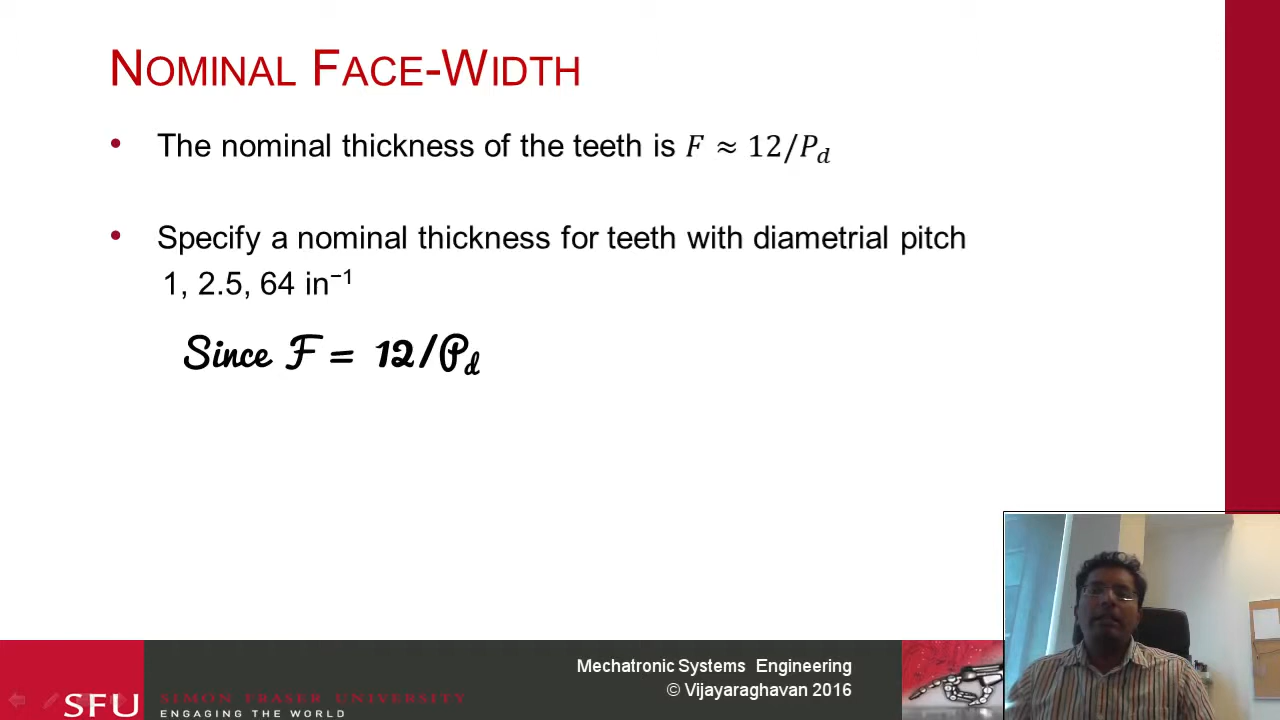 NOMINAL FACE-WIDTH
• The nominal thickness of the teeth is F ≈ 12/P_d
• Specify a nominal thickness for teeth with diametrial pitch
1, 2.5, 64 in⁻¹
Since F = 12/P_d
Mechatronic Systems Engineering
© Vijayaraghavan 2016
SFU
SIMON FRASER UNIVERSITY
ENGAGING THE WORLD